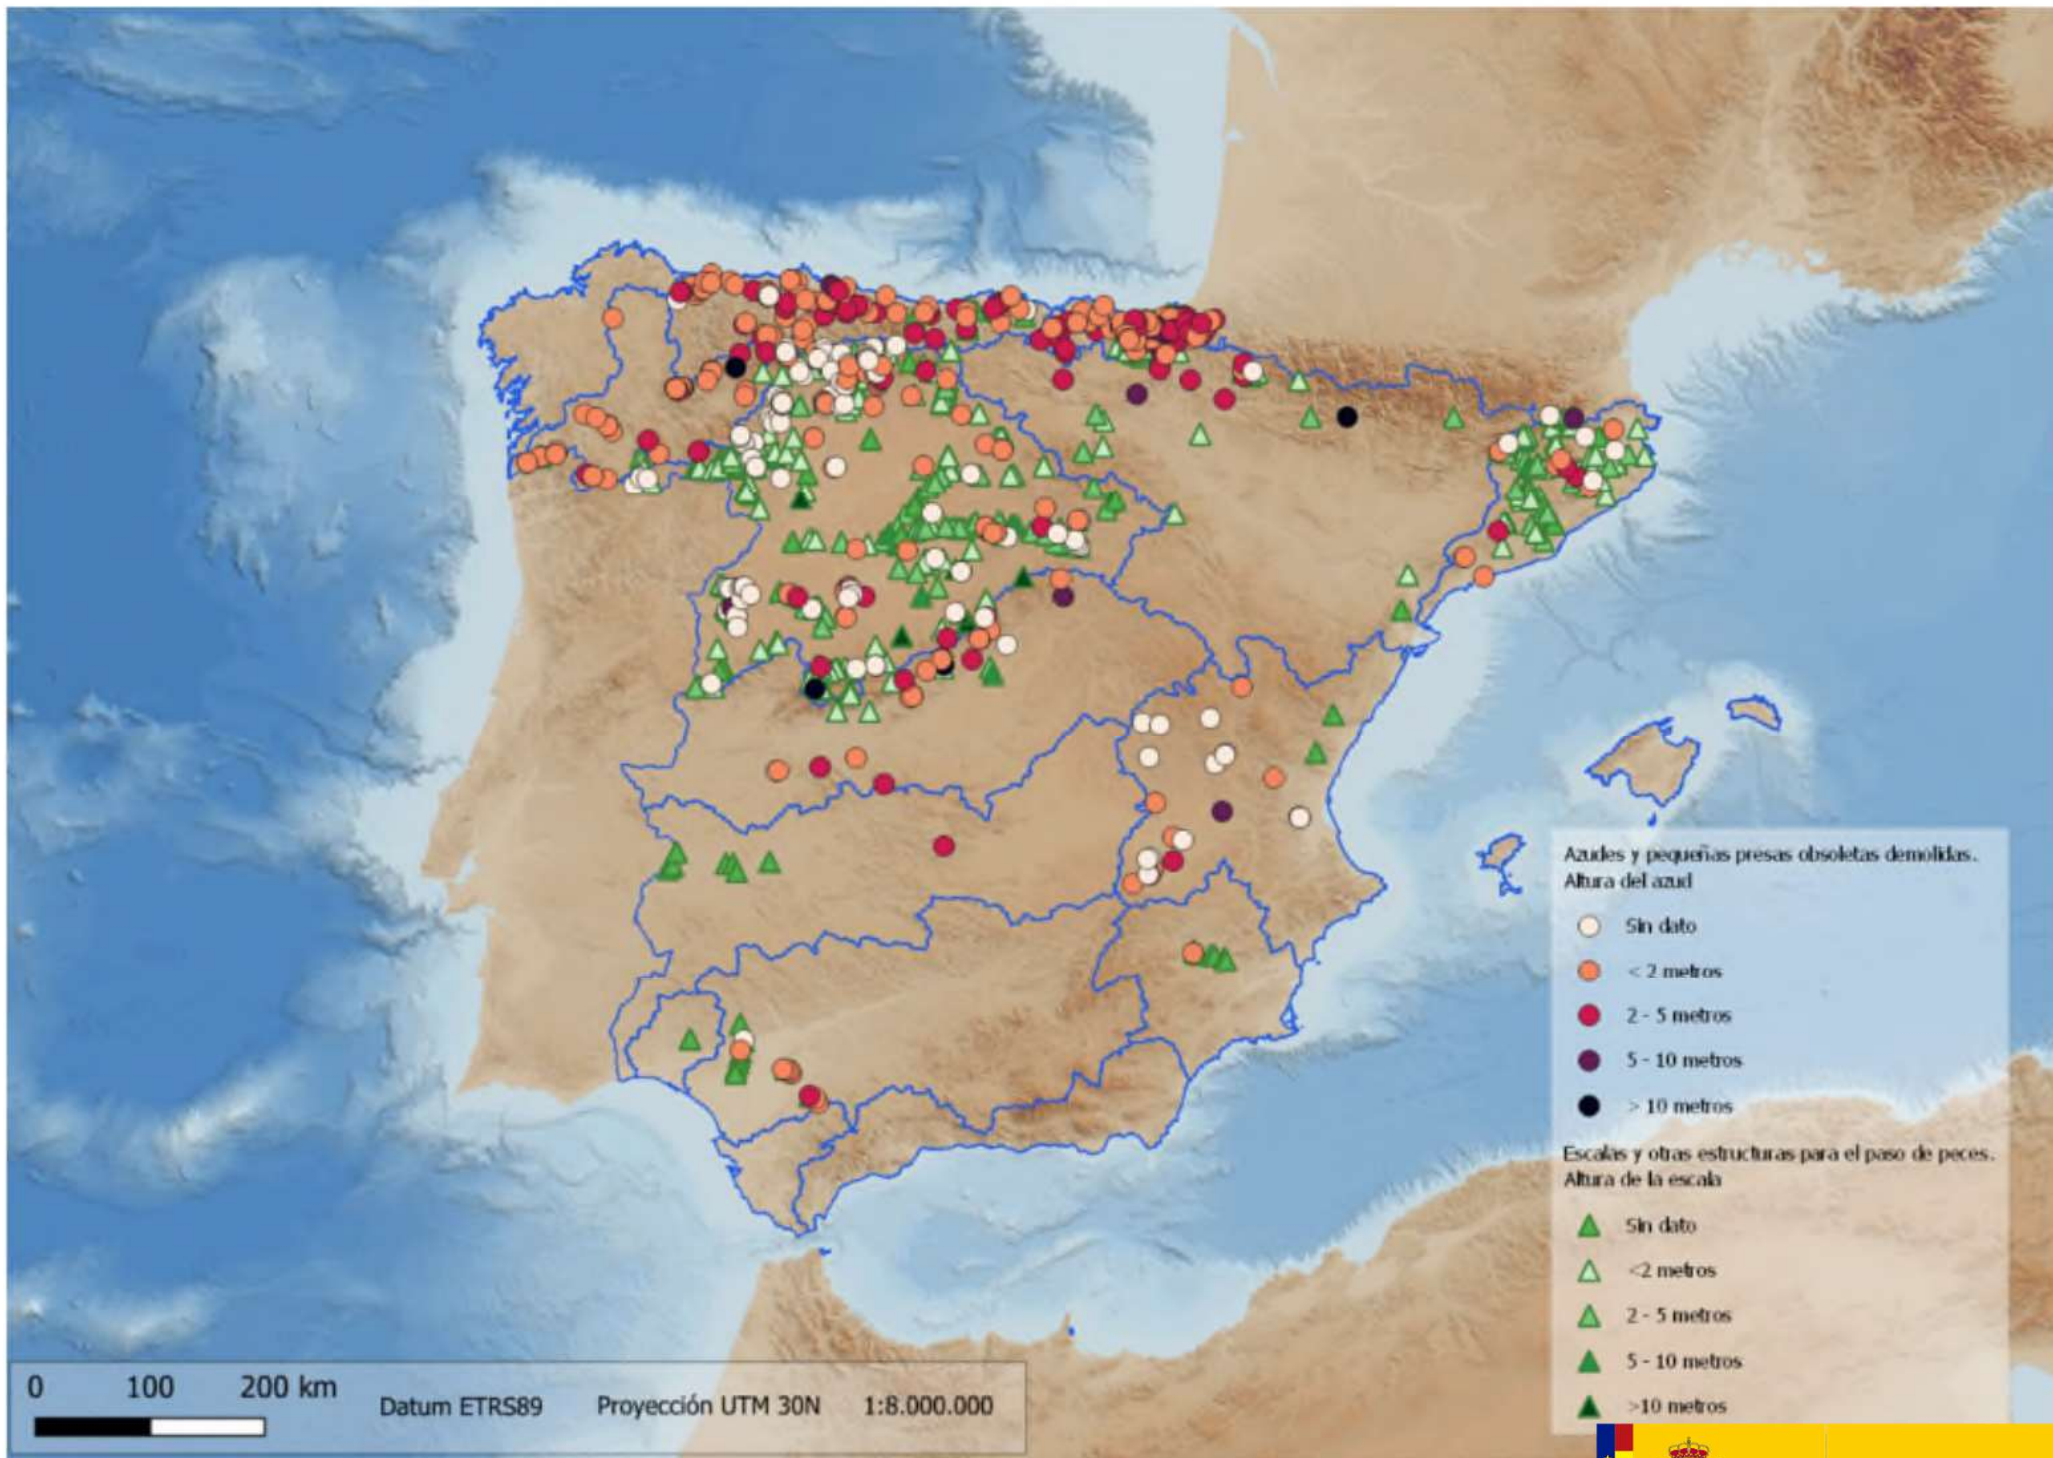 Azudes y pequeñas presas obsoletas demolidas.
Altura del azud
Sin dato
< 2 metros
2 - 5 metros
5 - 10 metros
> 10 metros
Escalas y otras estructuras para el paso de peces.
Altura de la escala
Sin dato
<2 metros
2 - 5 metros
5 - 10 metros
>10 metros
0 100 200 km
Datum ETRS89 Proyección UTM 30N 1:8.000.000